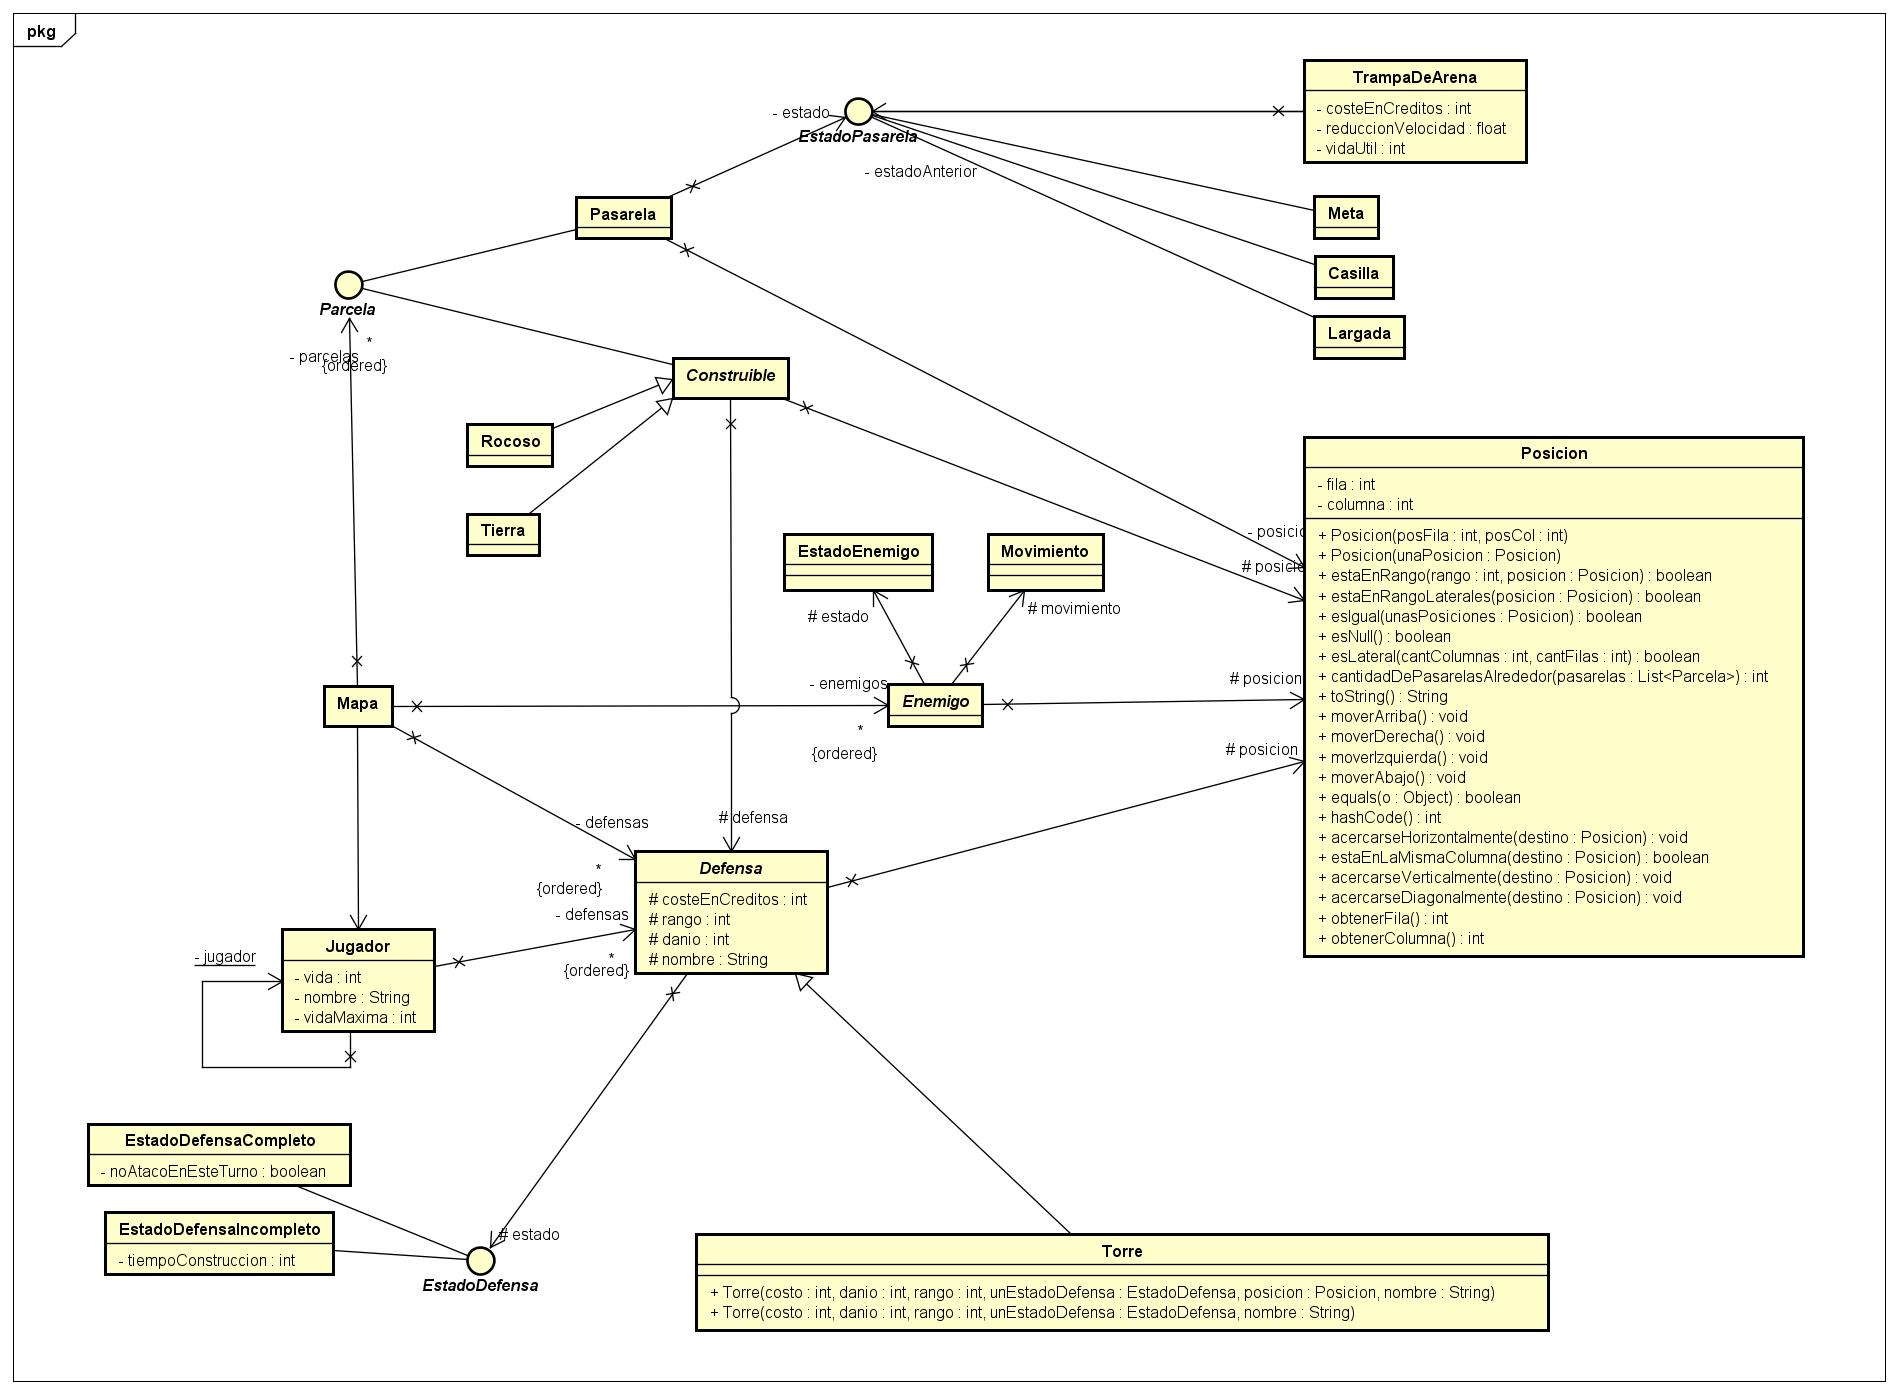 pkg
TrampaDeArena
- costeEnCreditos : int
- reduccionVelocidad : float
- vidaUtil : int
- estado
EstadoPasarela
- estadoAnterior
Pasarela
Meta
Casilla
Largada
Parcela
*
- parcelas
{ordered}
Construible
Rocoso
Tierra
EstadoEnemigo
Movimiento
# estado
# movimiento
Posicion
- fila : int
- columna : int
+ Posicion(posFila : int, posCol : int)
+ Posicion(unaPosicion : Posicion)
+ estaEnRango(rango : int, posicion : Posicion) : boolean
+ estaEnRangoLaterales(posicion : Posicion) : boolean
+ esIgual(unasPosiciones : Posicion) : boolean
+ esNull() : boolean
+ esLateral(cantColumnas : int, cantFilas : int) : boolean
+ cantidadDePasarelasAlrededor(pasarelas : List<Parcela>) : int
+ toString() : String
+ moverArriba() : void
+ moverDerecha() : void
+ moverIzquierda() : void
+ moverAbajo() : void
+ equals(o : Object) : boolean
+ hashCode() : int
+ acercarseHorizontalmente(destino : Posicion) : void
+ estaEnLaMismaColumna(destino : Posicion) : boolean
+ acercarseVerticalmente(destino : Posicion) : void
+ acercarseDiagonalmente(destino : Posicion) : void
+ obtenerFila() : int
+ obtenerColumna() : int
- posicio
# posicio
# posicion
# posicion
Mapa
- enemigos
*
{ordered}
Enemigo
- defensas
*
{ordered}
# defensa
Defensa
# costeEnCreditos : int
# rango : int
# danio : int
# nombre : String
- defensas
*
{ordered}
Jugador
- vida : int
- nombre : String
- vidaMaxima : int
- jugador
EstadoDefensaCompleto
- noAtacoEnEsteTurno : boolean
EstadoDefensaIncompleto
- tiempoConstruccion : int
# estado
EstadoDefensa
Torre
+ Torre(costo : int, danio : int, rango : int, unEstadoDefensa : EstadoDefensa, posicion : Posicion, nombre : String)
+ Torre(costo : int, danio : int, rango : int, unEstadoDefensa : EstadoDefensa, nombre : String)